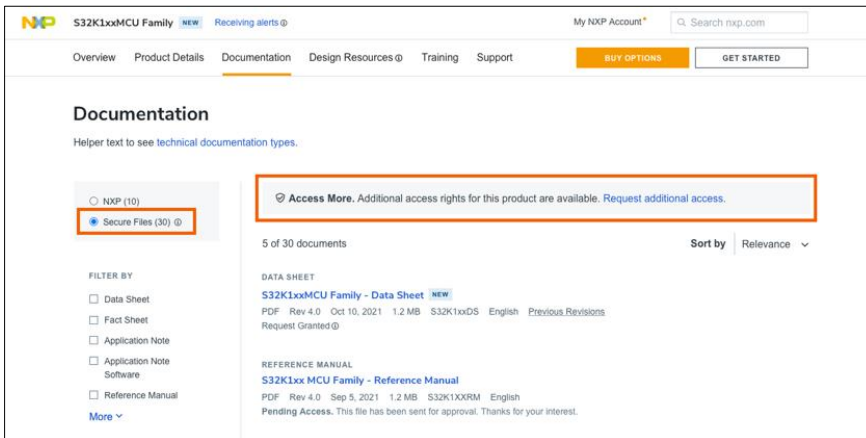 NXP S32K1xxMCU Family NEW Receiving alerts My NXP Account Search nxp.com
Overview Product Details Documentation Design Resources Training Support BUY OPTIONS GET STARTED
Documentation
Helper text to see technical documentation types.
NXP (10)
Secure Files (30)
FILTER BY
Data Sheet
Fact Sheet
Application Note
Application Note
Software
Reference Manual
More
Access More. Additional access rights for this product are available. Request additional access.
5 of 30 documents Sort by Relevance
DATA SHEET
S32K1xxMCU Family - Data Sheet NEW
PDF Rev 4.0 Oct 10, 2021 1.2 MB S32K1xxDS English Previous Revisions
Request Granted
REFERENCE MANUAL
S32K1xx MCU Family - Reference Manual
PDF Rev 4.0 Sep 5, 2021 1.2 MB S32K1XXRM English
Pending Access. This file has been sent for approval. Thanks for your interest.